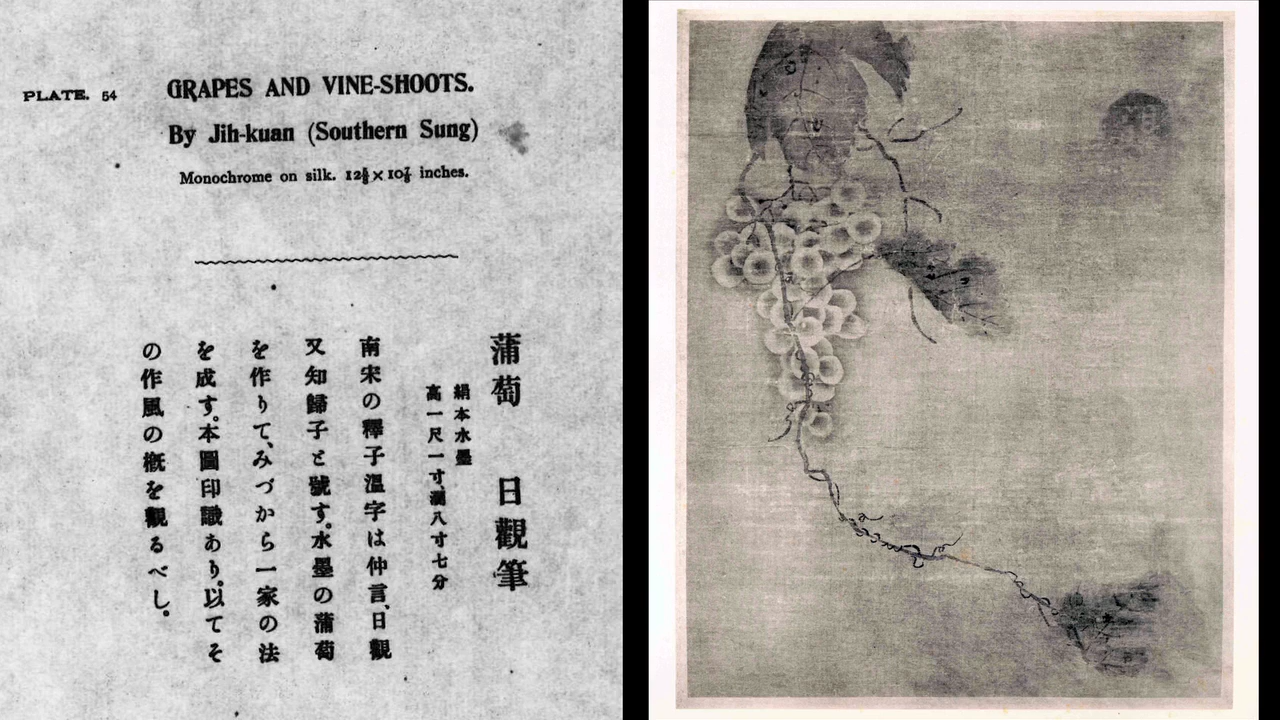 PLATE. 54
GRAPES AND VINE-SHOOTS.
By Jih-kuan (Southern Sung)
Monochrome on silk. 12⅝ × 10⅞ inches.
蒲萄 日觀筆
絹本水墨
高一尺一寸、濶八寸七分
南宋の釋子溫字は仲言、日觀
又知歸子と號す。水墨の蒲萄
を作りて、みづから一家の法
を成す。本圖印識あり。以てそ
の作風の槪を觀るべし。